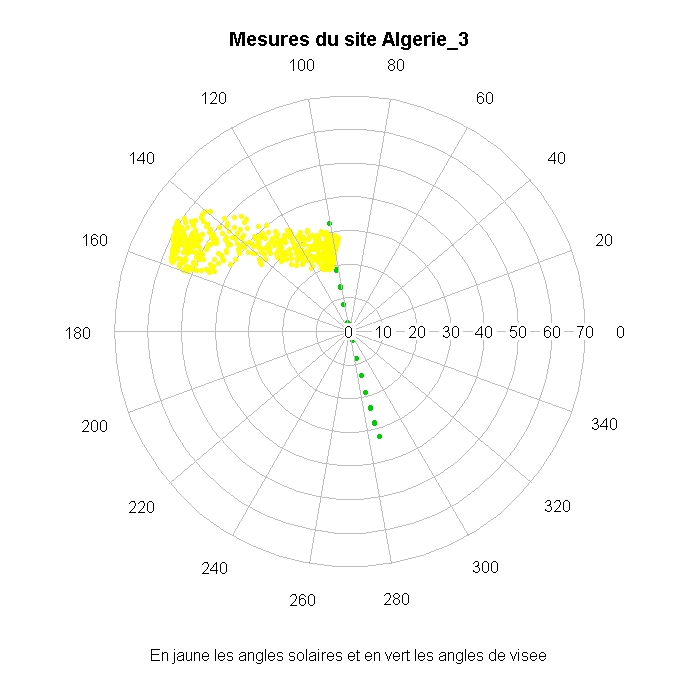 Mesures du site Algerie_3
100 80
120 60
140 40
160 20
180 0 10 20 30 40 50 60 70 0
200 340
220 320
240 300
260 280
En jaune les angles solaires et en vert les angles de visee